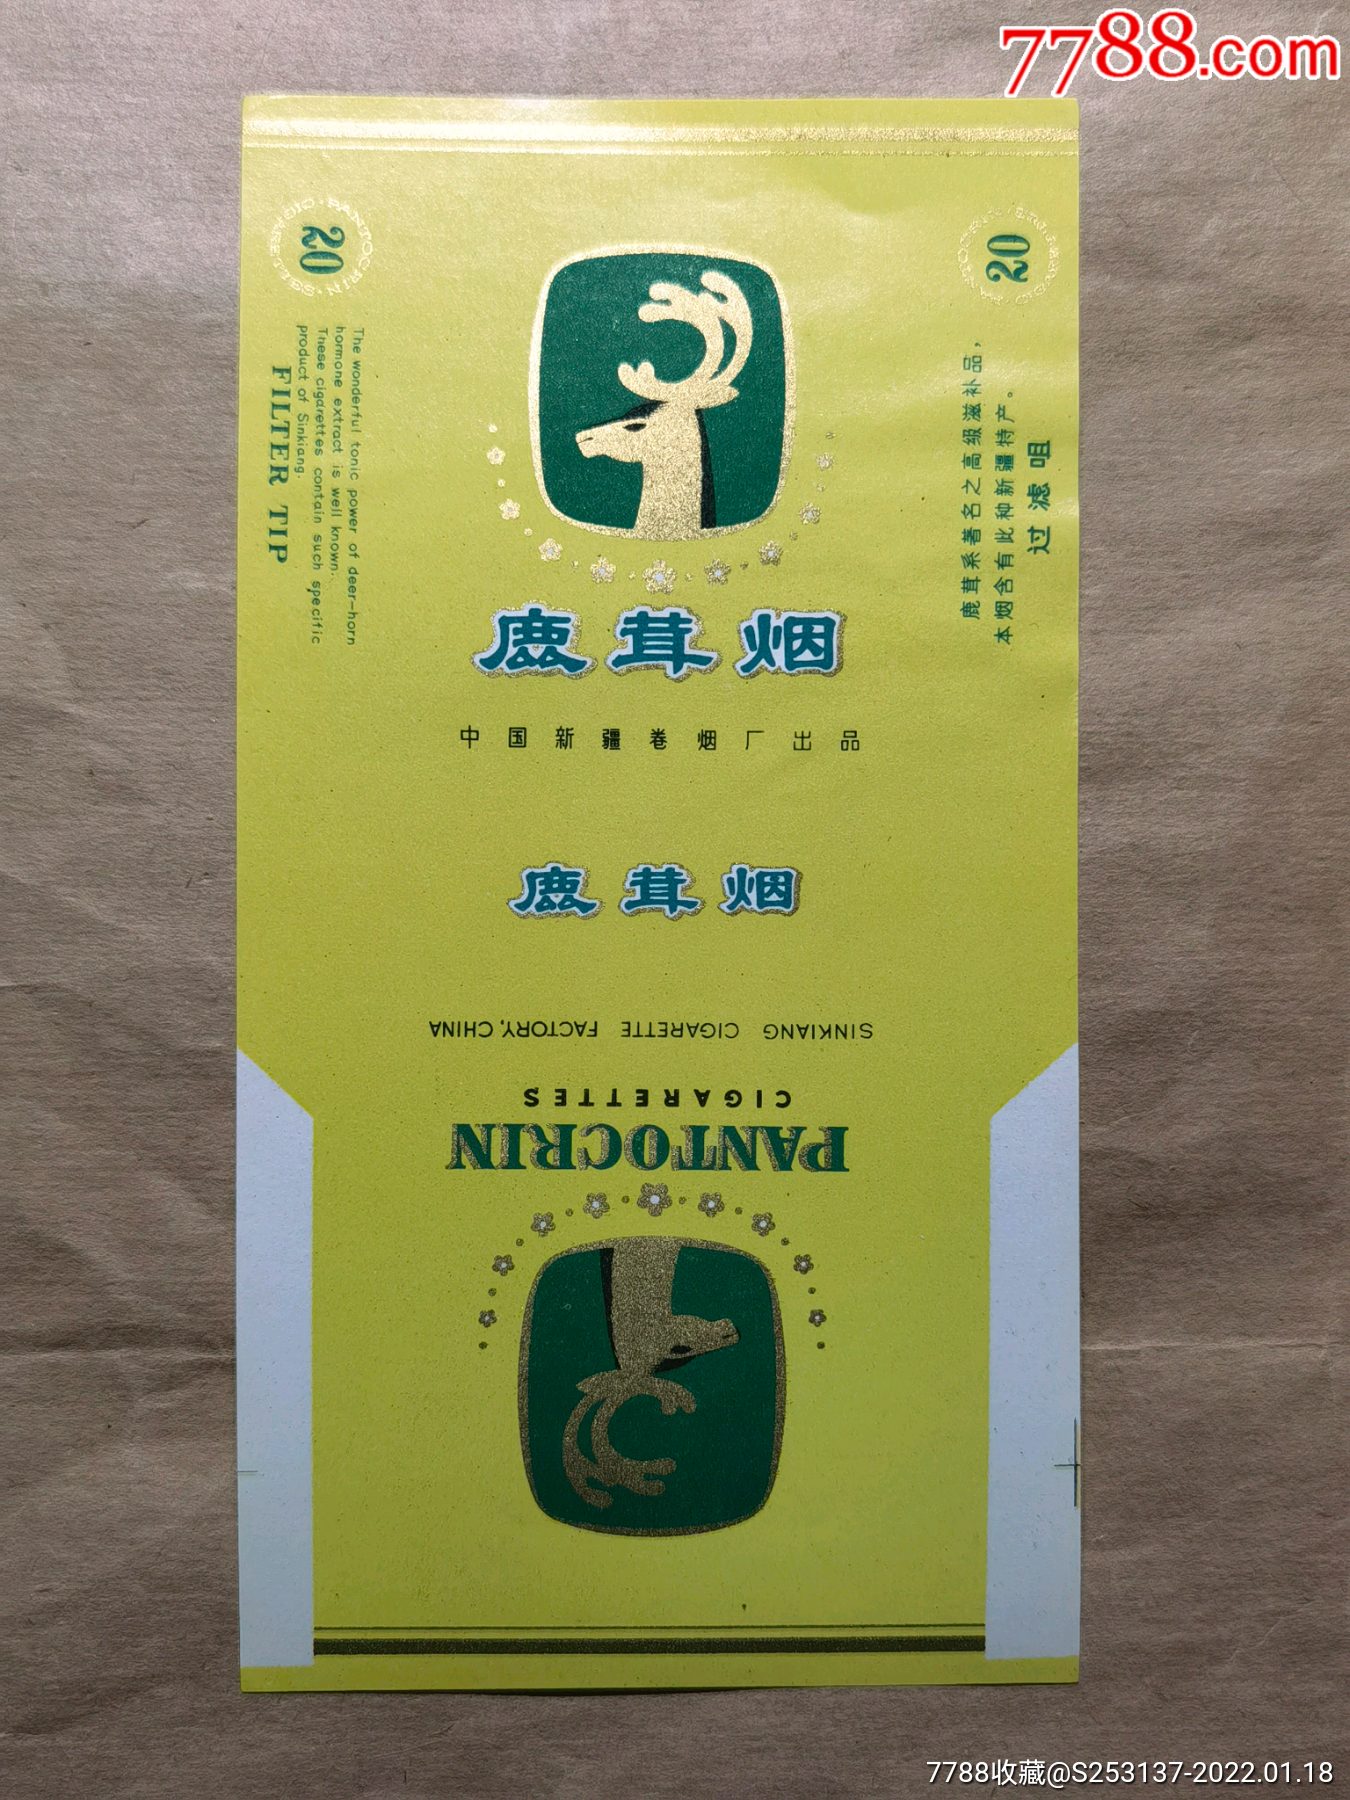 7788.com
PANTOCRIN · CIGARETTES ·
20
The wonderful tonic power of deer-horn
hormone extract is well known.
These cigarettes contain such specific
product of Sinkiang.
FILTER TIP
20
鹿茸系著名之高级滋补品，
本烟含有此种新疆特产。
过滤咀
鹿茸烟
中国新疆卷烟厂出品
鹿茸烟
SINKIANG CIGARETTE FACTORY, CHINA
CIGARETTES
PANTOCRIN
7788收藏@S253137-2022.01.18